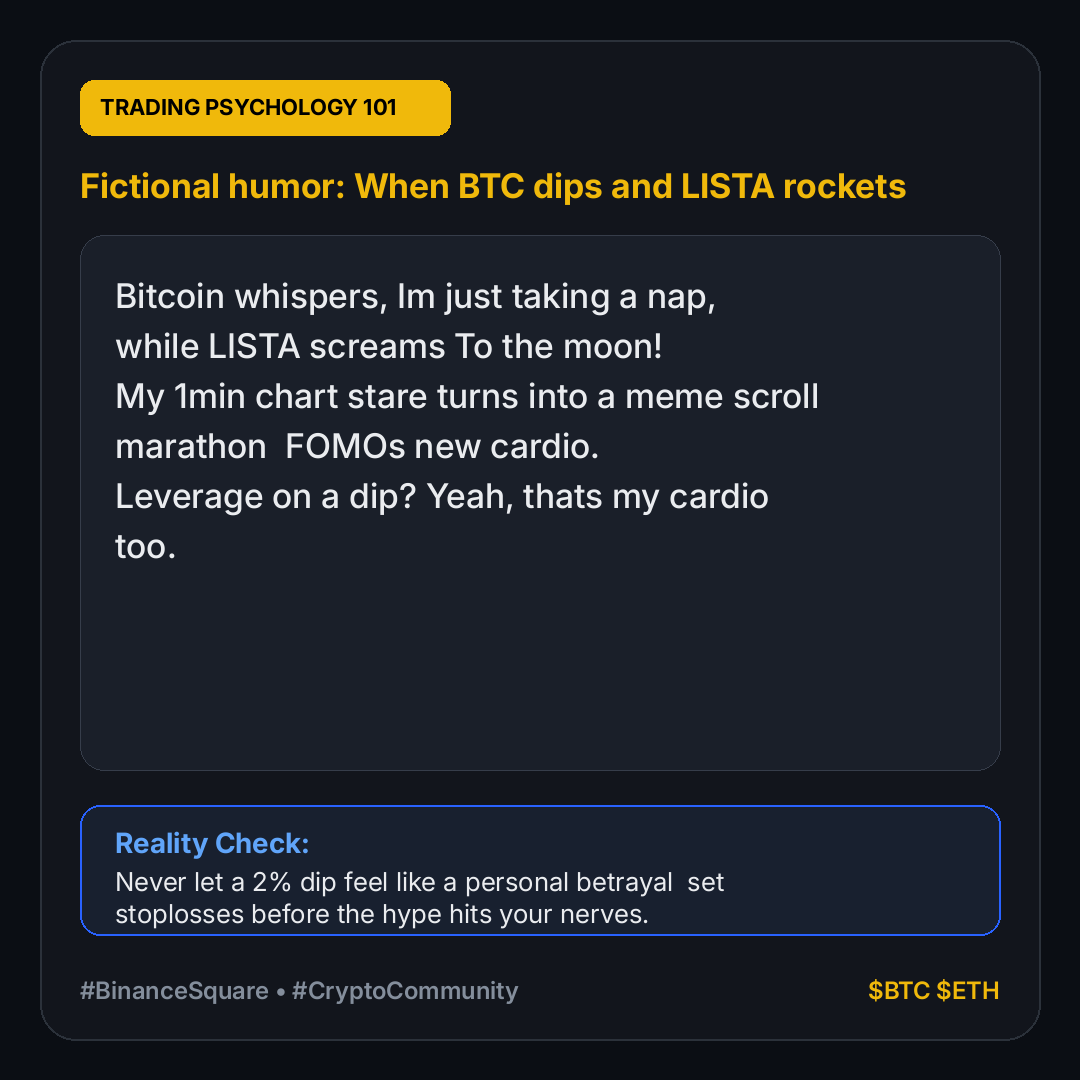 TRADING PSYCHOLOGY 101
Fictional humor: When BTC dips and LISTA rockets
Bitcoin whispers, Im just taking a nap,
while LISTA screams To the moon!
My 1min chart stare turns into a meme scroll
marathon  FOMOs new cardio.
Leverage on a dip? Yeah, thats my cardio
too.
Reality Check:
Never let a 2% dip feel like a personal betrayal  set
stoplosses before the hype hits your nerves.
#BinanceSquare • #CryptoCommunity
$BTC $ETH